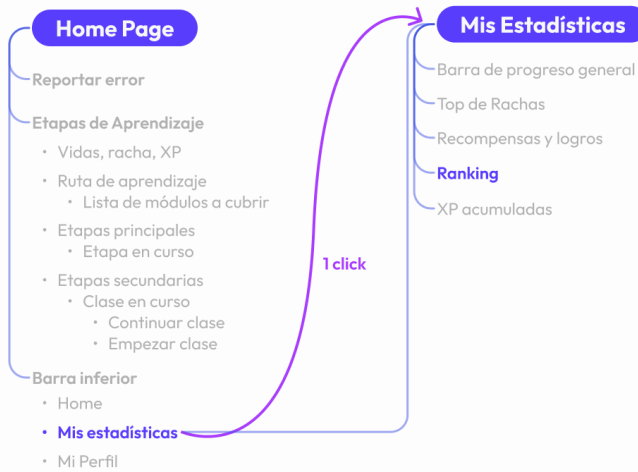 Home Page
Reportar error
Etapas de Aprendizaje
• Vidas, racha, XP
• Ruta de aprendizaje
• Lista de módulos a cubrir
• Etapas principales
• Etapa en curso
• Etapas secundarias
• Clase en curso
• Continuar clase
• Empezar clase
Barra inferior
• Home
• Mis estadísticas
• Mi Perfil
1 click
Mis Estadísticas
Barra de progreso general
Top de Rachas
Recompensas y logros
Ranking
XP acumuladas